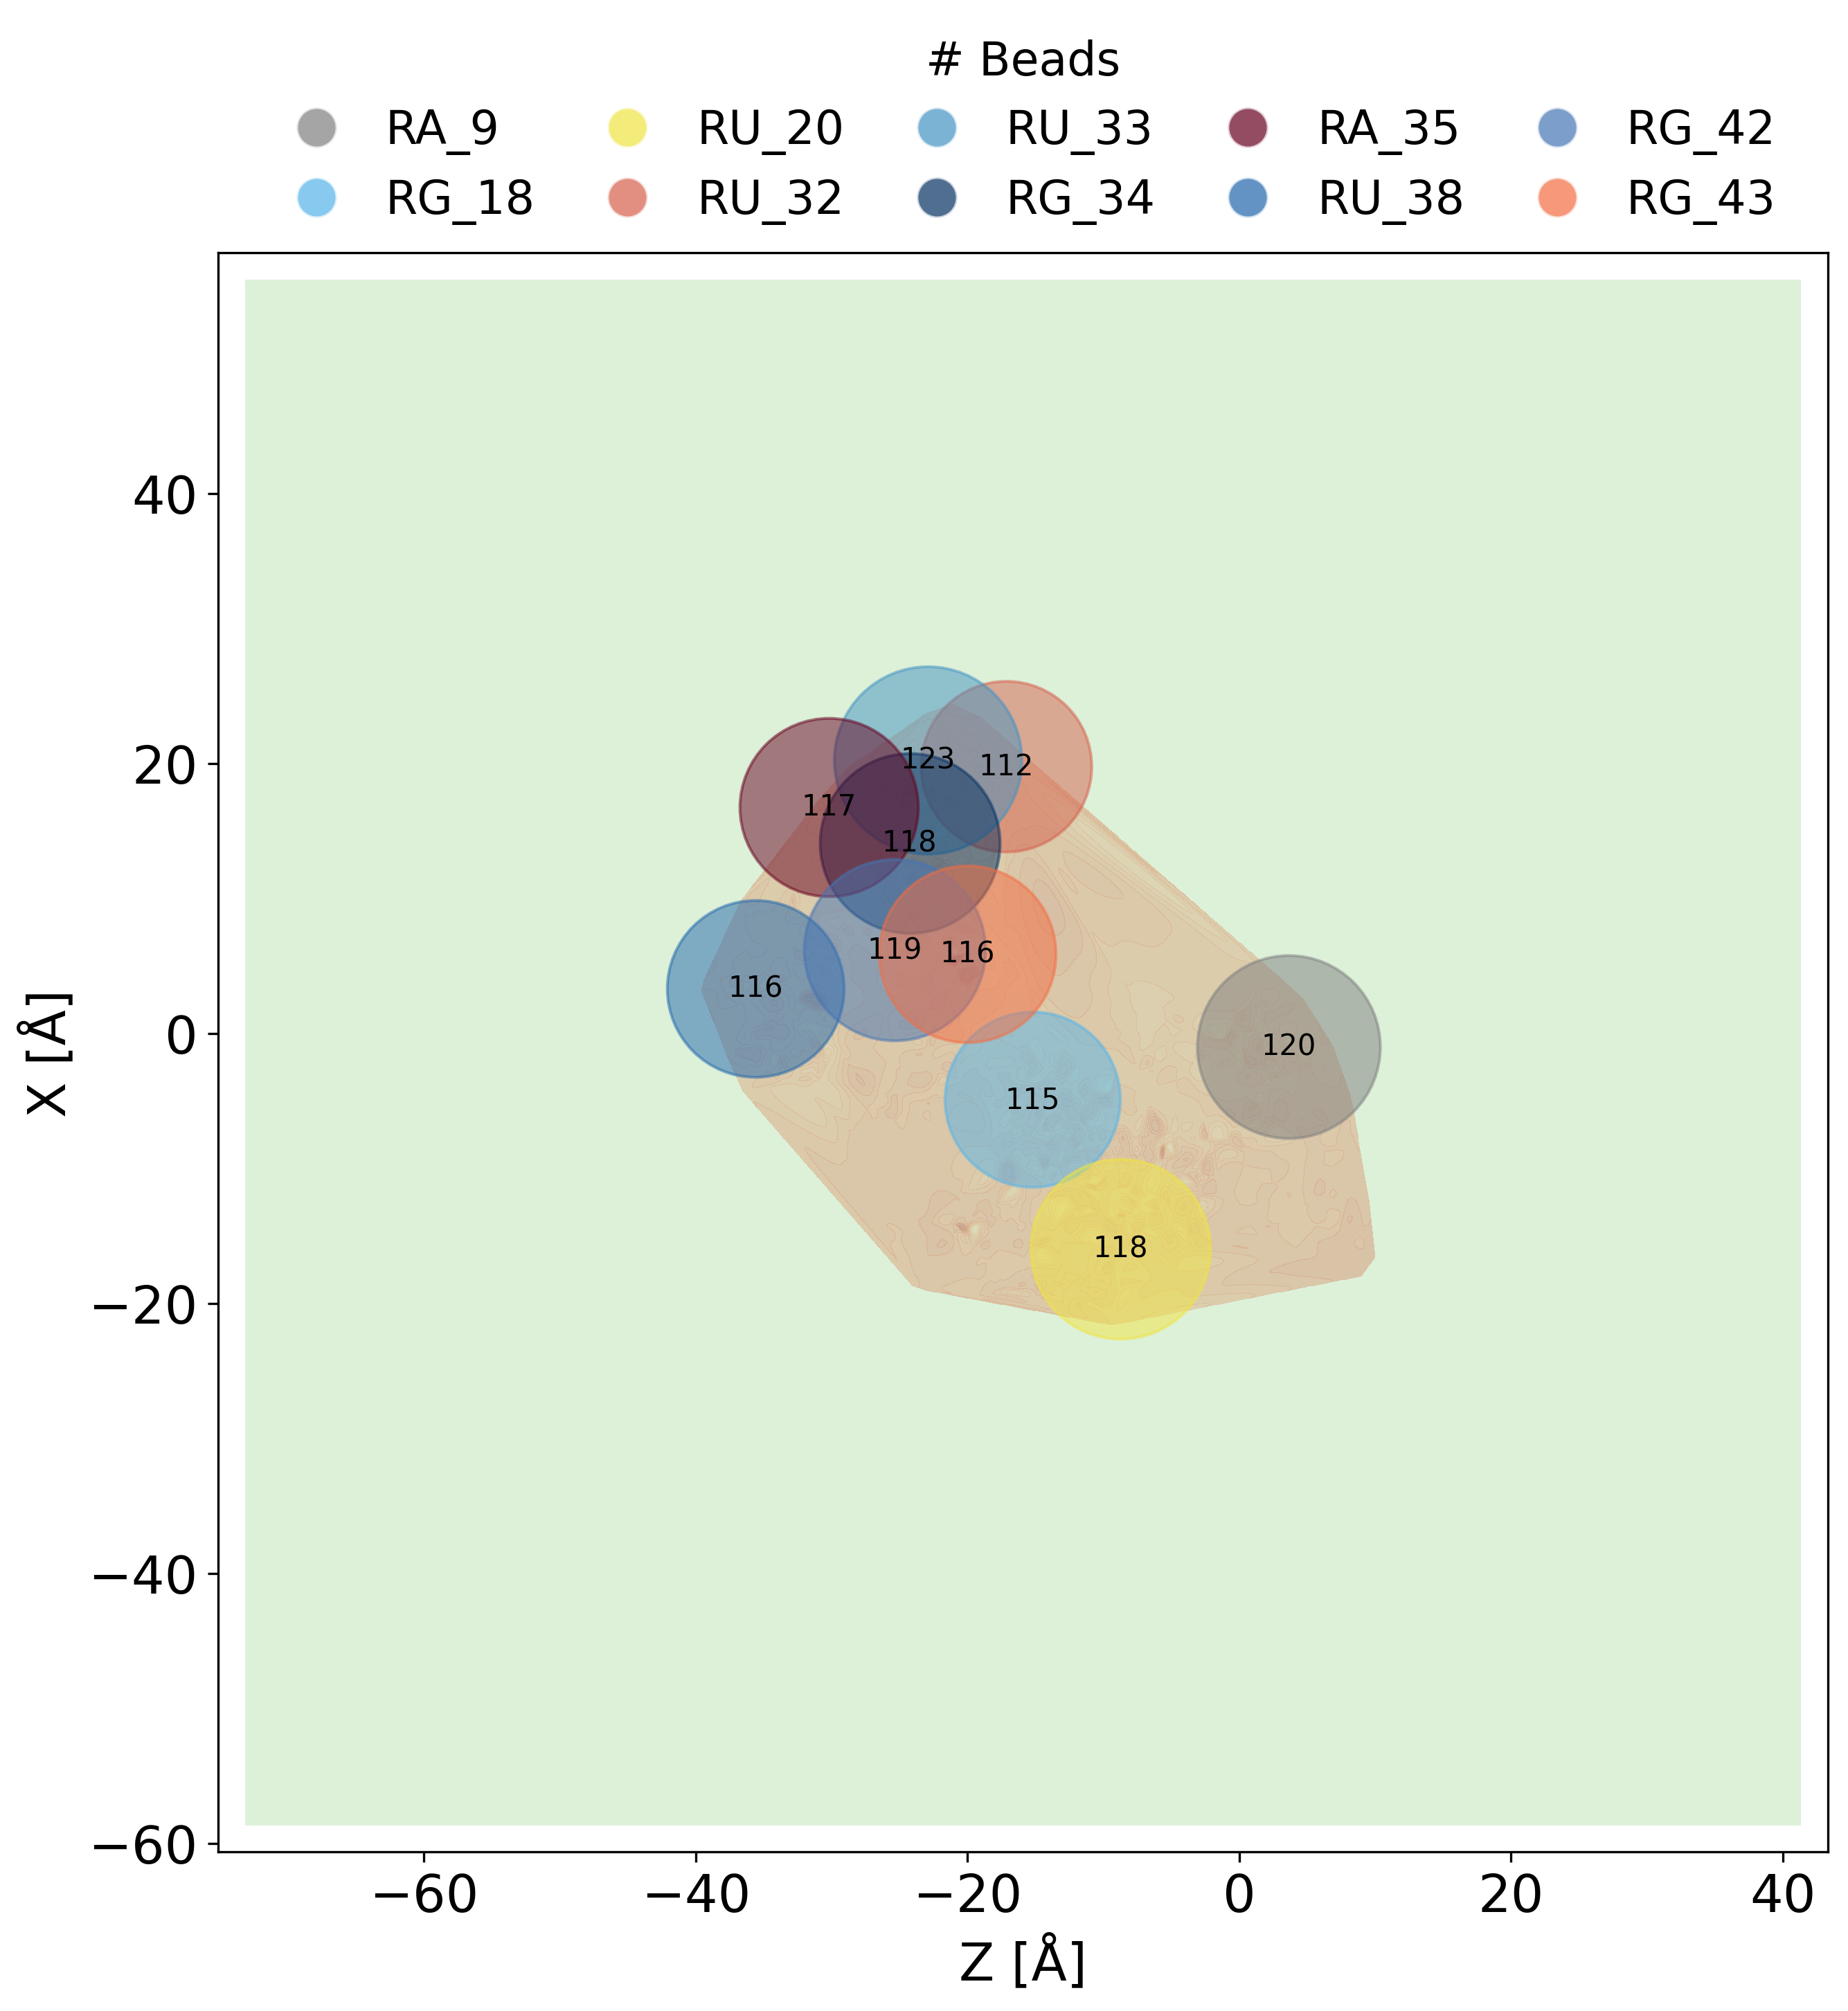 # Beads
RA_9 RU_20 RU_33 RA_35 RG_42
RG_18 RU_32 RG_34 RU_38 RG_43
40
123 112
20
117
118
119 116
116
0
120
115
118
−20
−40
−60
−60 −40 −20 0 20 40
X [Å]
Z [Å]